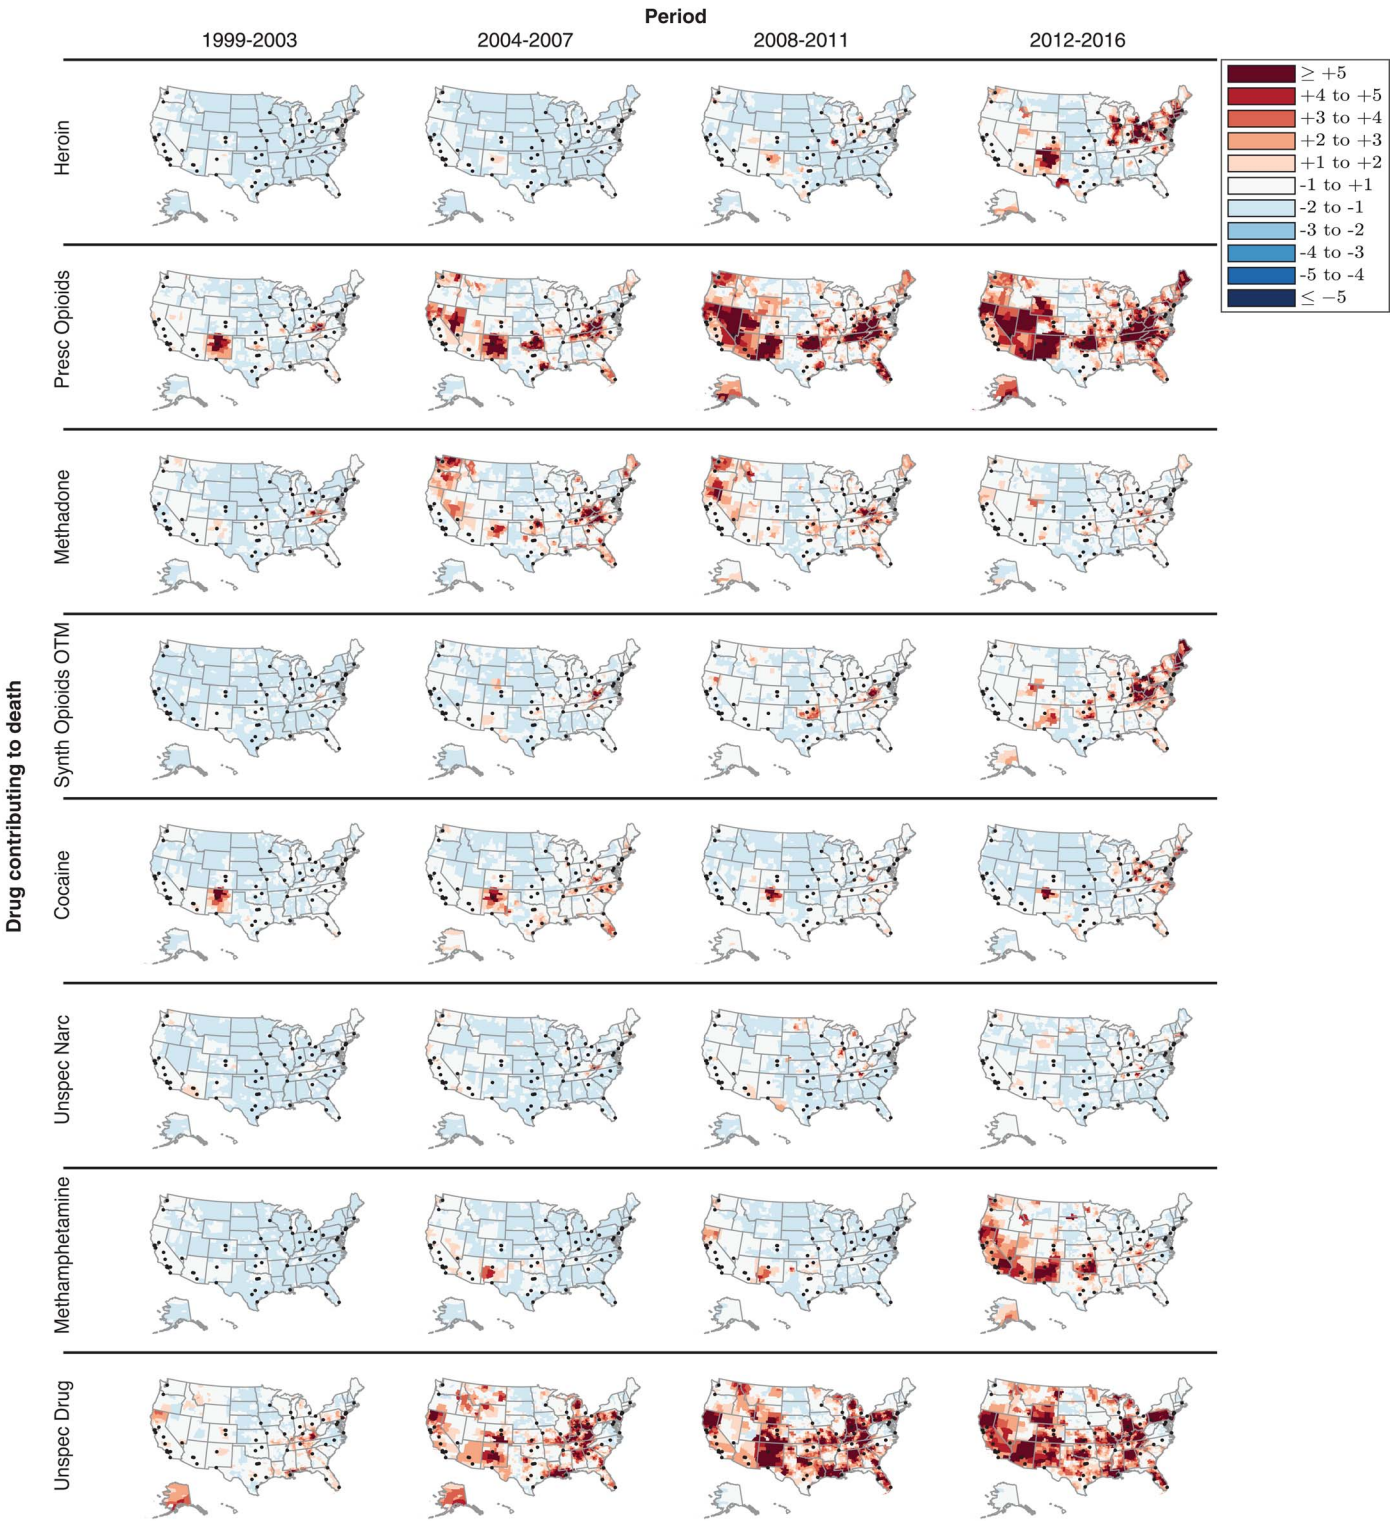 Period
1999-2003 2004-2007 2008-2011 2012-2016
≥ +5
+4 to +5
+3 to +4
+2 to +3
+1 to +2
-1 to +1
-2 to -1
-3 to -2
-4 to -3
-5 to -4
≤ −5
Drug contributing to death
Heroin
Presc Opioids
Methadone
Synth Opioids OTM
Cocaine
Unspec Narc
Methamphetamine
Unspec Drug